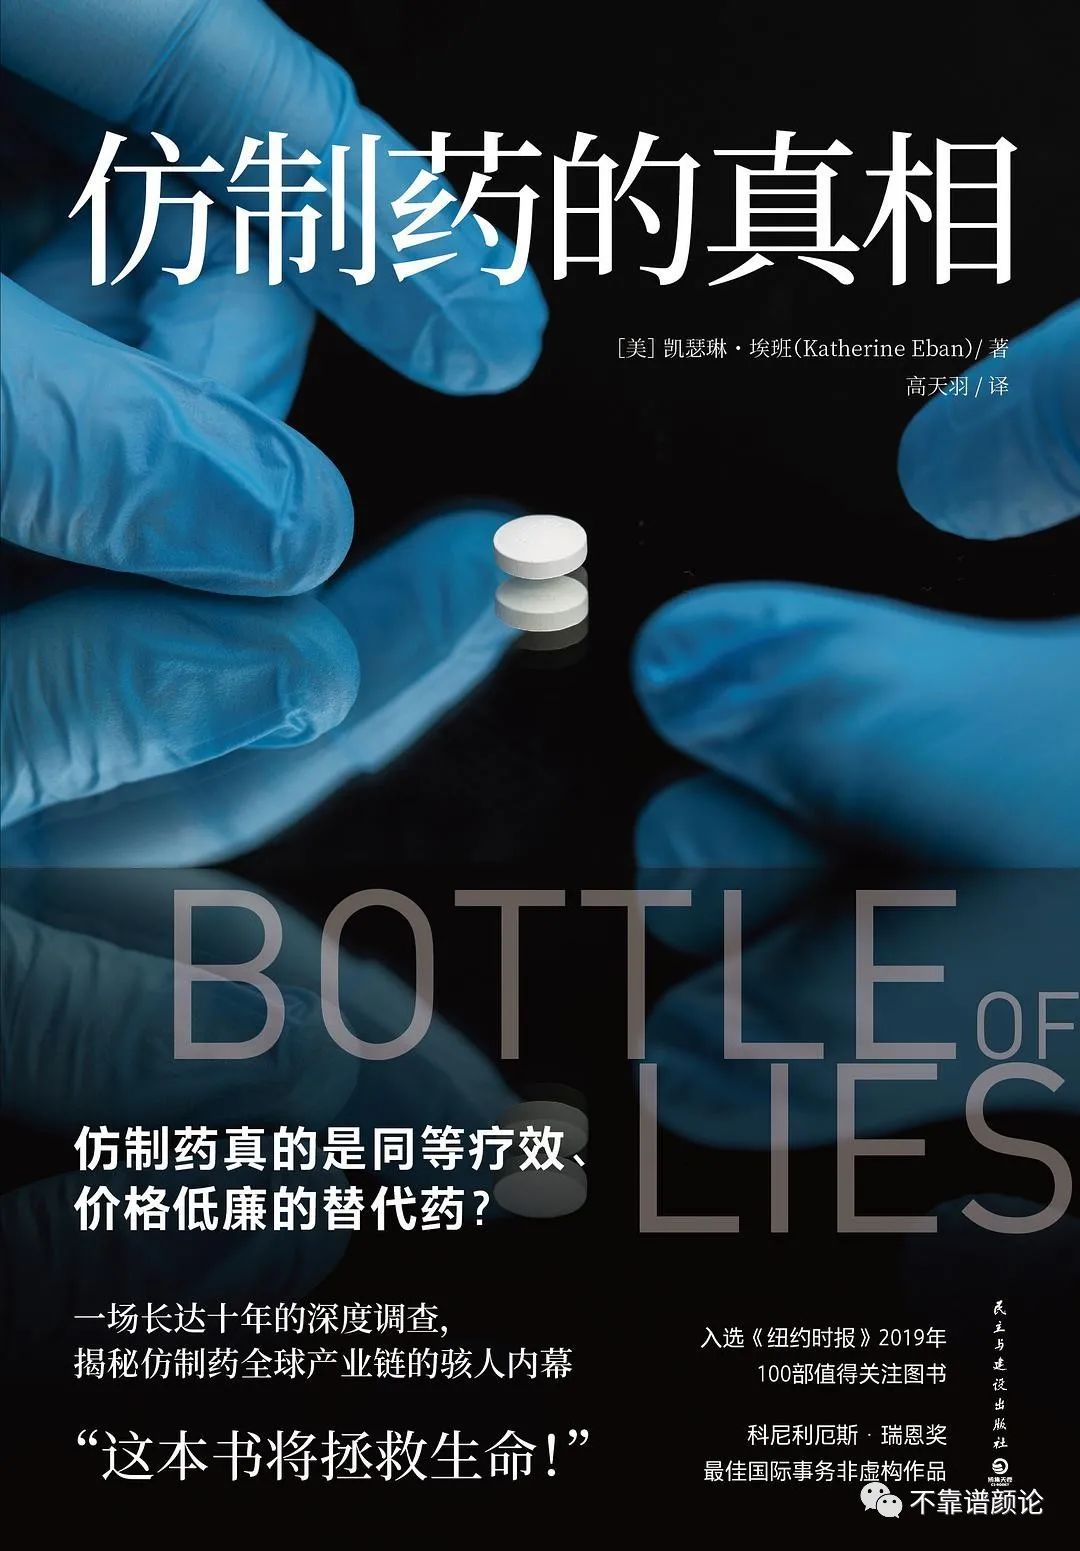 仿制药的真相
[美] 凯瑟琳·埃班(Katherine Eban)/ 著
高天羽 / 译
BOTTLE
OF
LIES
仿制药真的是同等疗效、
价格低廉的替代药?
一场长达十年的深度调查,
揭秘仿制药全球产业链的骇人内幕
“这本书将拯救生命!”
入选《纽约时报》2019年
100部值得关注图书
科尼利厄斯·瑞恩奖
最佳国际事务非虚构作品
民主与建设出版社
博集天卷
CS-BOOKY
不靠谱颜论